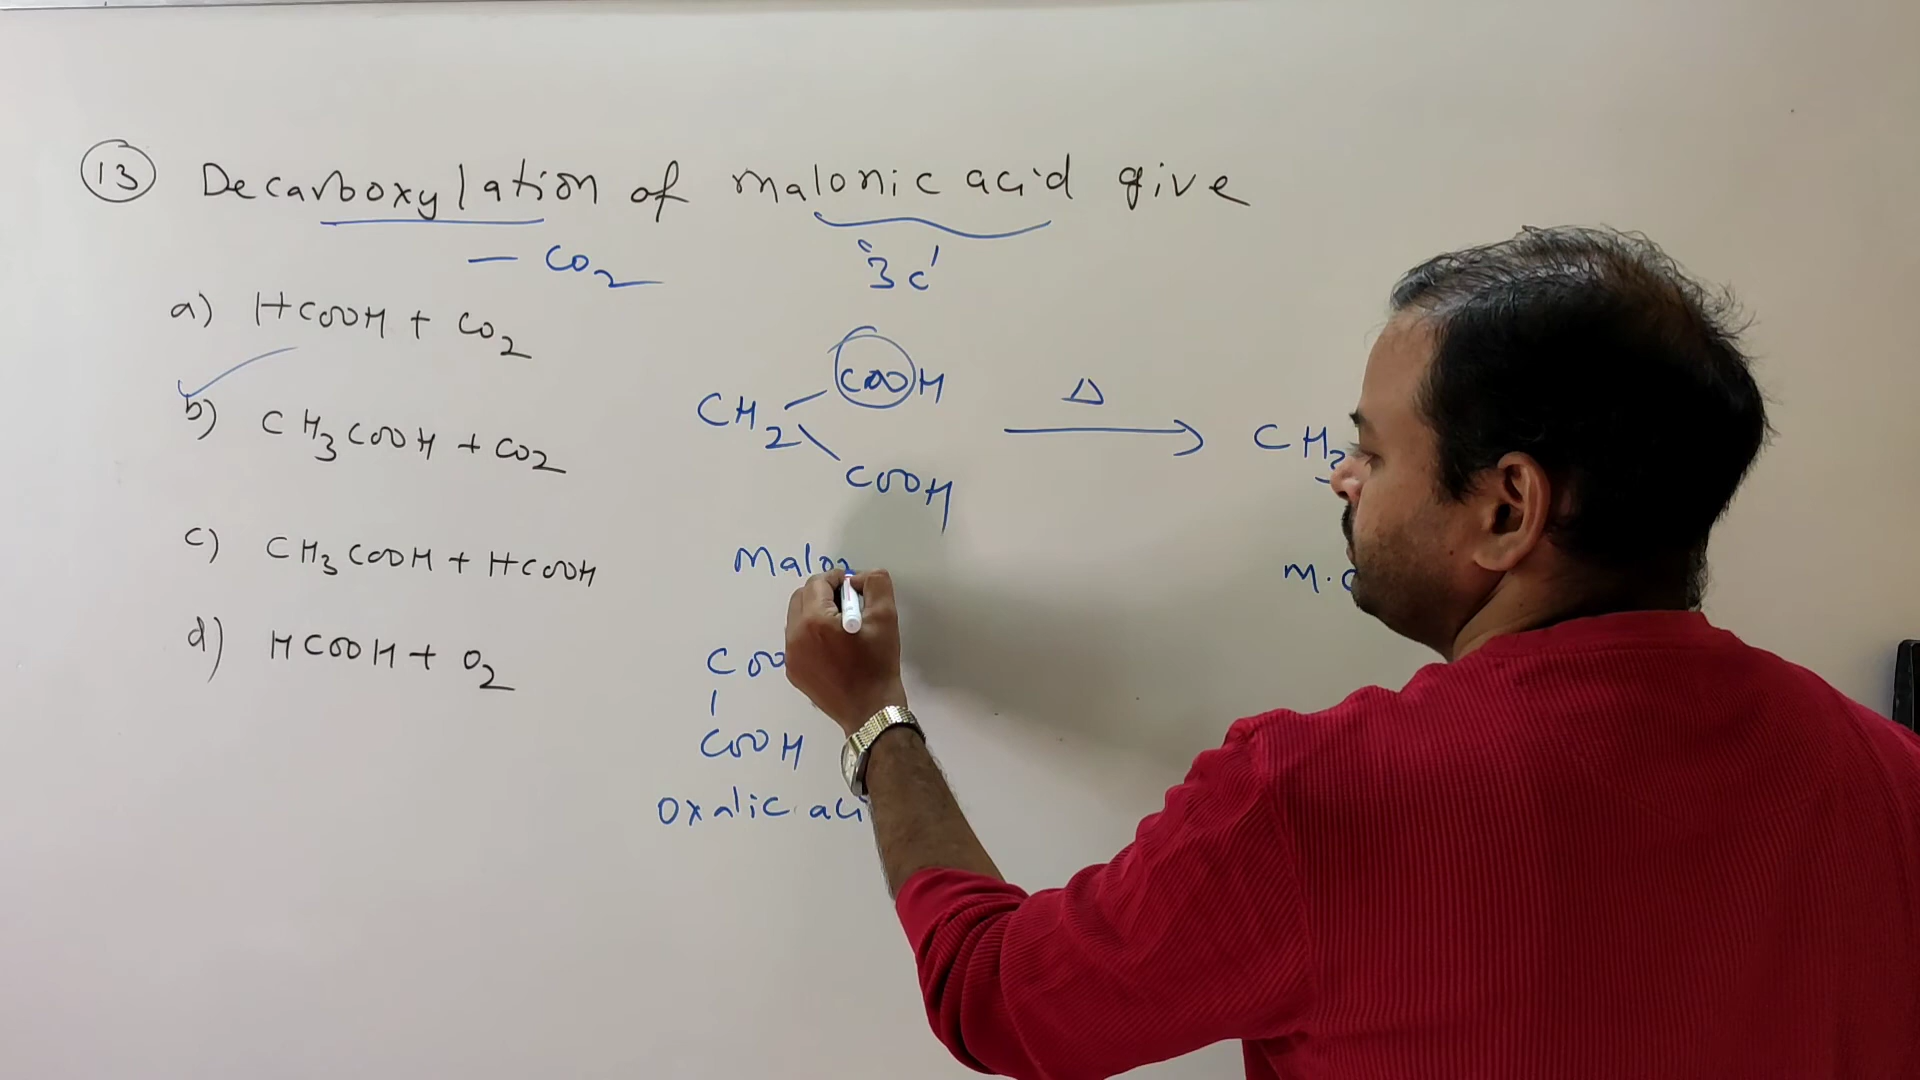 13 Decarboxylation of malonic acid give
- CO2
3 C
a) HCOOH + CO2
b) CH3COOH + CO2
c) CH3COOH + HCOOH
d) HCOOH + O2
COOH
CH2
COOH
Δ
CH3
Malon
COO
COOH
Oxalic aci
M.